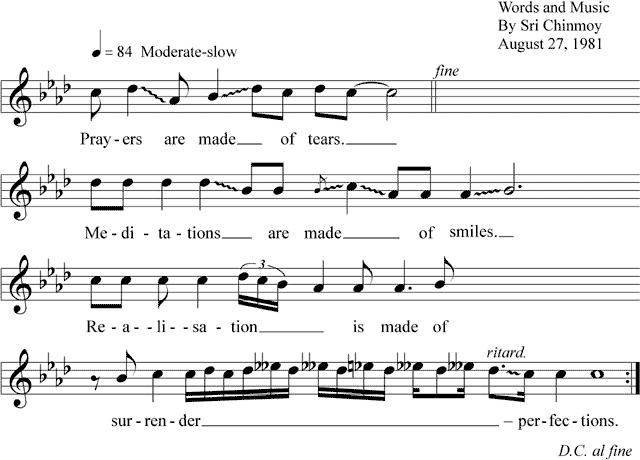 Words and Music
By Sri Chinmoy
August 27, 1981
= 84 Moderate-slow
fine
Pray-ers are made of tears.
Me-di-ta-tions are made of smiles.
3
Re-a-li-sa-tion is made of
ritard.
sur-ren-der – per-fec-tions.
D.C. al fine